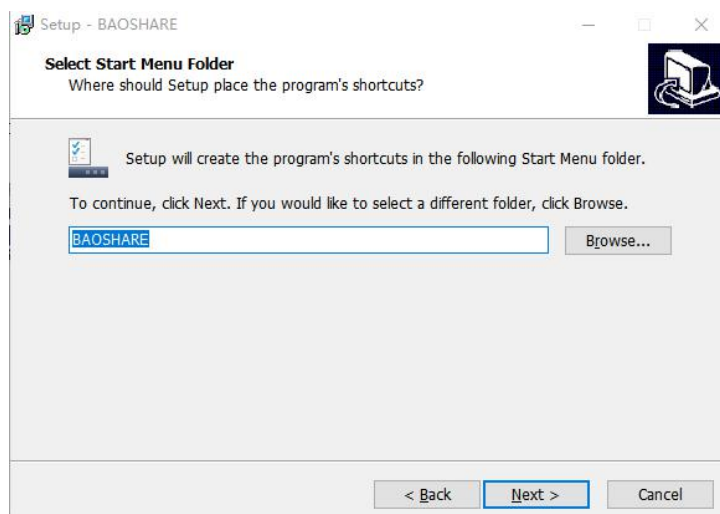 Setup - BAOSHARE
Select Start Menu Folder
Where should Setup place the program's shortcuts?
Setup will create the program's shortcuts in the following Start Menu folder.
To continue, click Next. If you would like to select a different folder, click Browse.
BAOSHARE
Browse...
< Back
Next >
Cancel